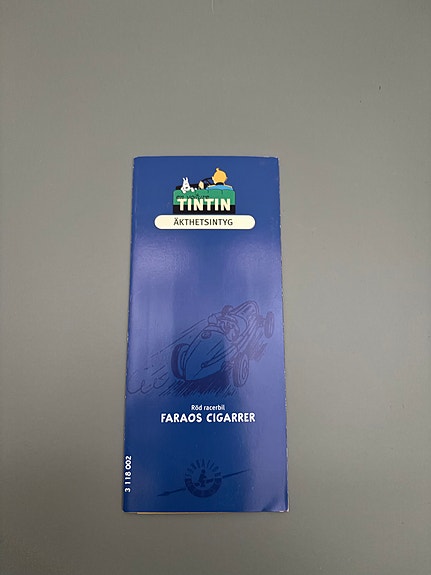 TINTIN
ÄKTHETSINTYG
Röd racerbil
FARAOS CIGARRER
3 118 002